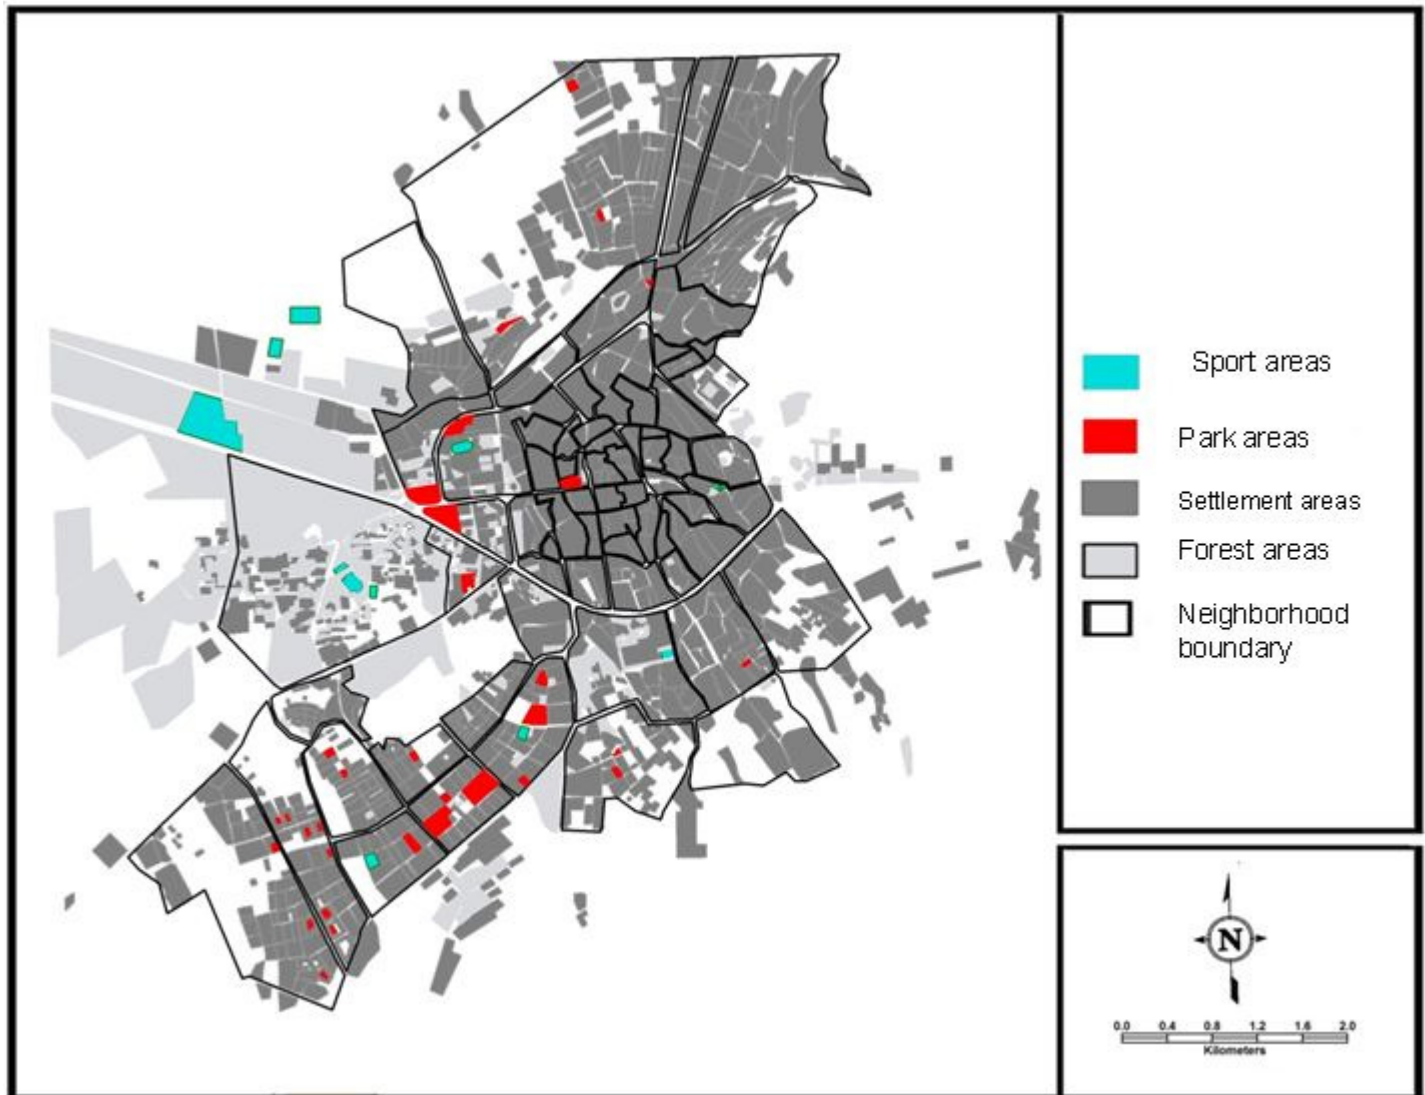 Sport areas
Park areas
Settlement areas
Forest areas
Neighborhood
boundary
N
0.0 0.4 0.8 1.2 1.6 2.0
Kilometers